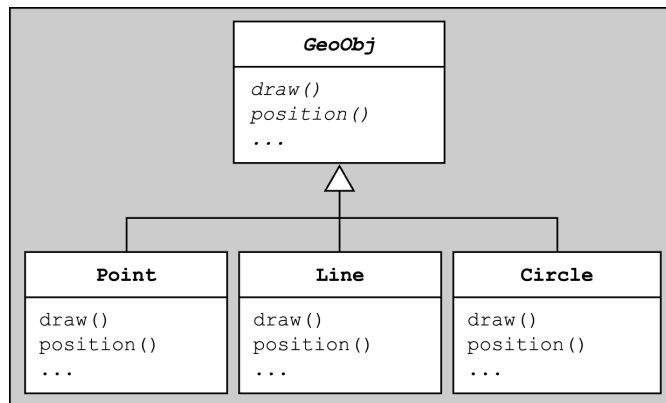 GeoObj
draw()
position()
...
Point
draw()
position()
...
Line
draw()
position()
...
Circle
draw()
position()
...